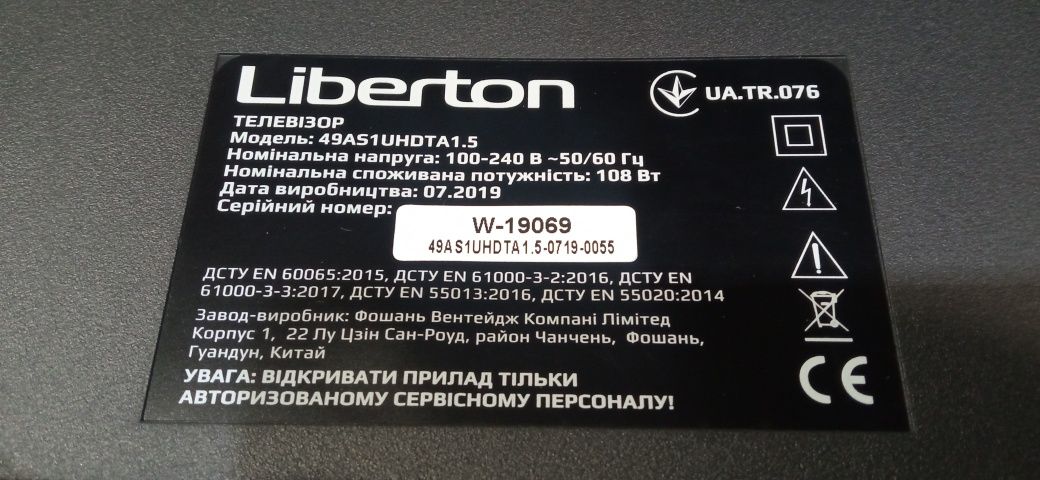 Liberton
UA.TR.076
ТЕЛЕВІЗОР
Модель: 49AS1UHDTA1.5
Номінальна напруга: 100-240 В ~50/60 Гц
Номінальна споживана потужність: 108 Вт
Дата виробництва: 07.2019
Серійний номер:
W-19069
49AS1UHDTA1.5-0719-0055
ДСТУ EN 60065:2015, ДСТУ EN 61000-3-2:2016, ДСТУ EN
61000-3-3:2017, ДСТУ EN 55013:2016, ДСТУ EN 55020:2014
Завод-виробник: Фошань Вентейдж Компані Лімітед
Корпус 1, 22 Лу Цзін Сан-Роуд, район Чанчень, Фошань,
Гуандун, Китай
УВАГА: ВІДКРИВАТИ ПРИЛАД ТІЛЬКИ
АВТОРИЗОВАНОМУ СЕРВІСНОМУ ПЕРСОНАЛУ!
CE